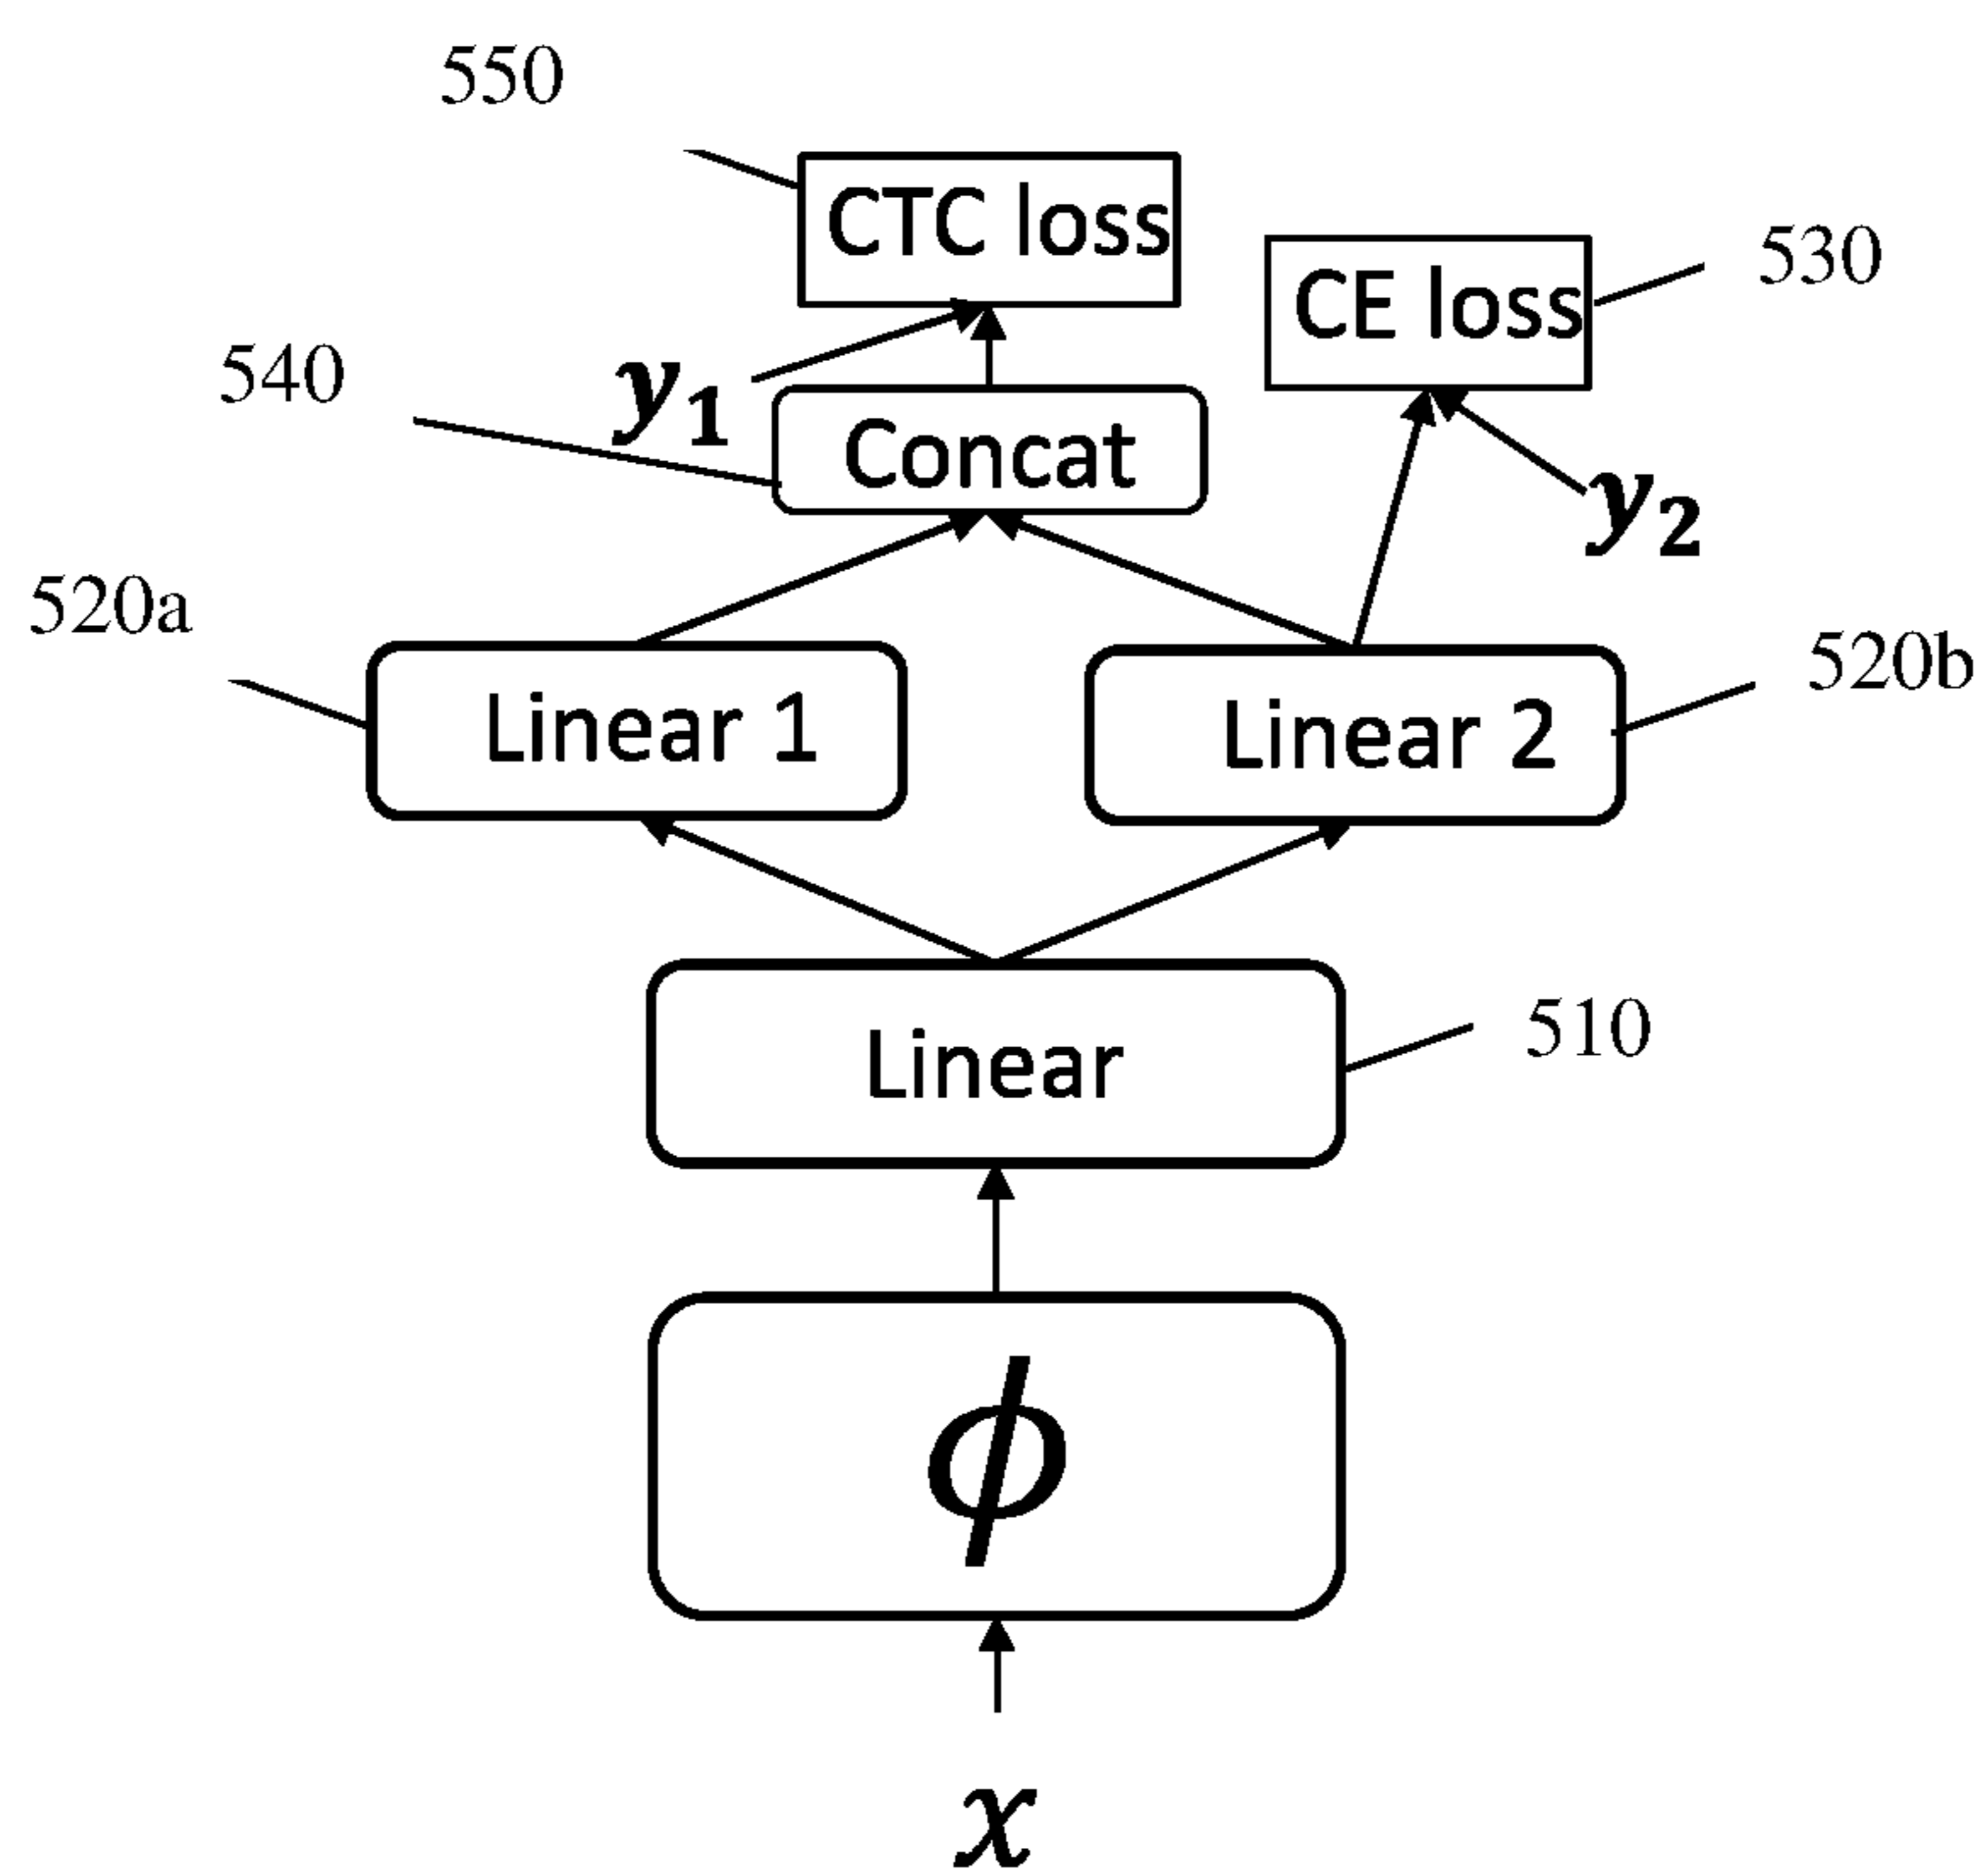 550
CTC loss
530
CE loss
540
y1
Concat
y2
520a
520b
Linear 1
Linear 2
510
Linear
ϕ
x